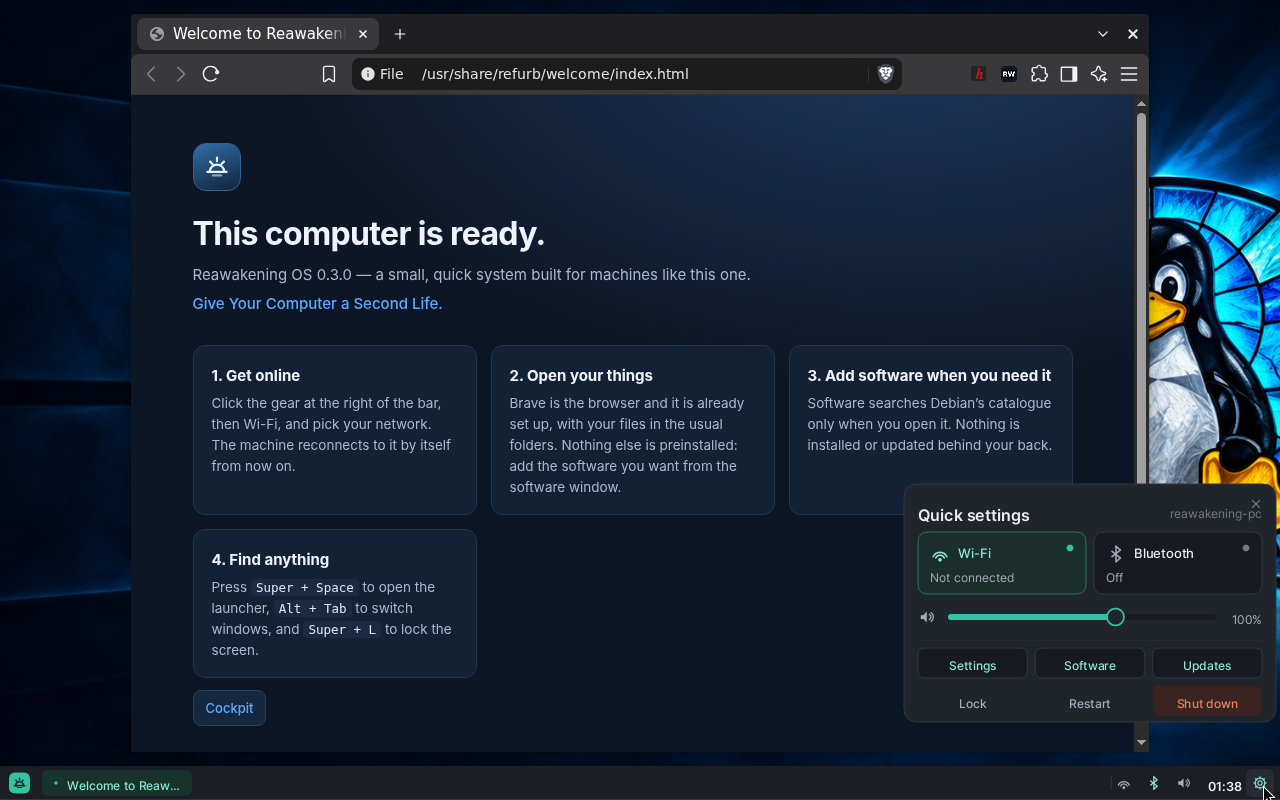 Welcome to Reawakeni
File
/usr/share/refurb/welcome/index.html
h
RW
This computer is ready.
Reawakening OS 0.3.0 — a small, quick system built for machines like this one.
Give Your Computer a Second Life.
1. Get online
Click the gear at the right of the bar,
then Wi-Fi, and pick your network.
The machine reconnects to it by itself
from now on.
2. Open your things
Brave is the browser and it is already
set up, with your files in the usual
folders. Nothing else is preinstalled:
add the software you want from the
software window.
3. Add software when you need it
Software searches Debian’s catalogue
only when you open it. Nothing is
installed or updated behind your back.
4. Find anything
Press Super + Space to open the
launcher, Alt + Tab to switch
windows, and Super + L to lock the
screen.
Cockpit
Quick settings
reawakening-pc
Wi-Fi
Not connected
Bluetooth
Off
100%
Settings
Software
Updates
Lock
Restart
Shut down
Welcome to Reaw...
01:38